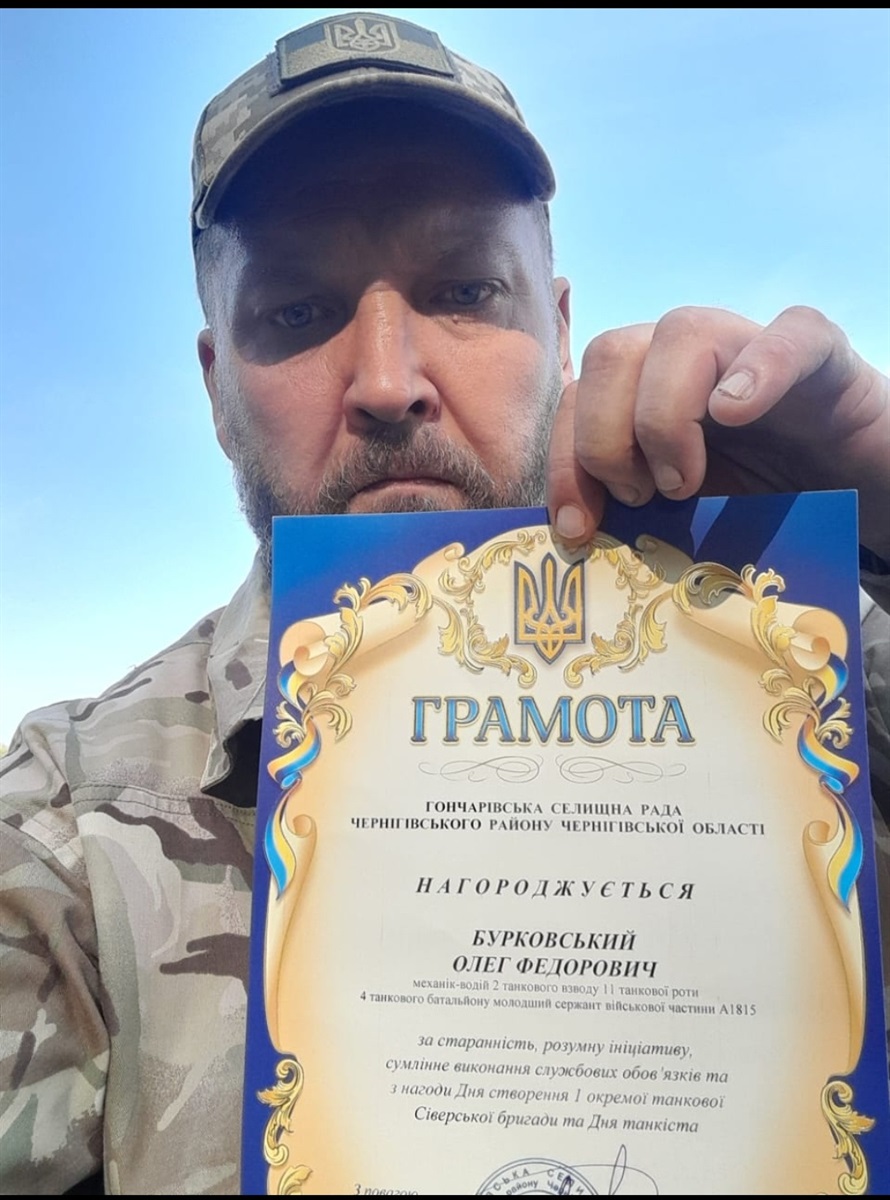 ГРАМОТА
ГОНЧАРІВСЬКА СЕЛИЩНА РАДА
ЧЕРНІГІВСЬКОГО РАЙОНУ ЧЕРНІГІВСЬКОЇ ОБЛАСТІ
НАГОРОДЖУЄТЬСЯ
БУРКОВСЬКИЙ
ОЛЕГ ФЕДОРОВИЧ
механік-водій 2 танкового взводу 11 танкової роти
4 танкового батальйону молодший сержант військової частини А1815
за старанність, розумну ініціативу,
сумлінне виконання службових обов'язків та
з нагоди Дня створення 1 окремої танкової
Сіверської бригади та Дня танкіста
З повагою